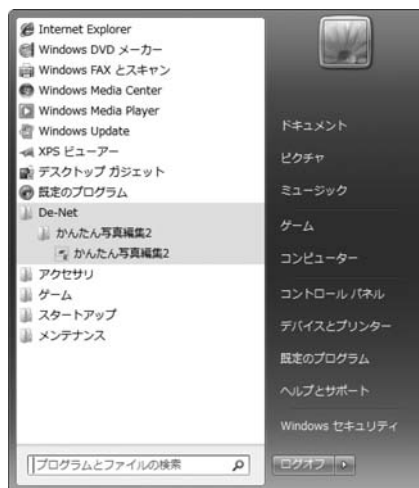 Internet Explorer
Windows DVD メーカー
Windows FAX とスキャン
Windows Media Center
Windows Media Player
Windows Update
XPS ビューアー
デスクトップ ガジェット
既定のプログラム
De-Net
かんたん写真編集2
かんたん写真編集2
アクセサリ
ゲーム
スタートアップ
メンテナンス
プログラムとファイルの検索
ドキュメント
ピクチャ
ミュージック
ゲーム
コンピューター
コントロール パネル
デバイスとプリンター
既定のプログラム
ヘルプとサポート
Windows セキュリティ
ログオフ